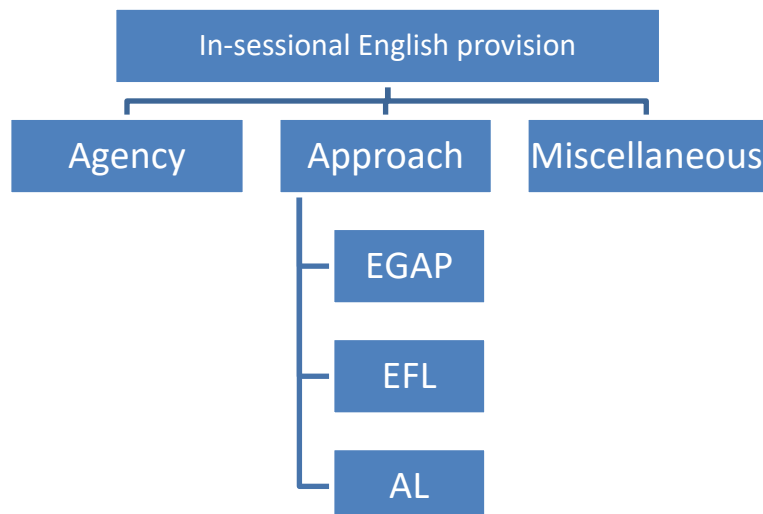 In-sessional English provision
Agency
Approach
Miscellaneous
EGAP
EFL
AL